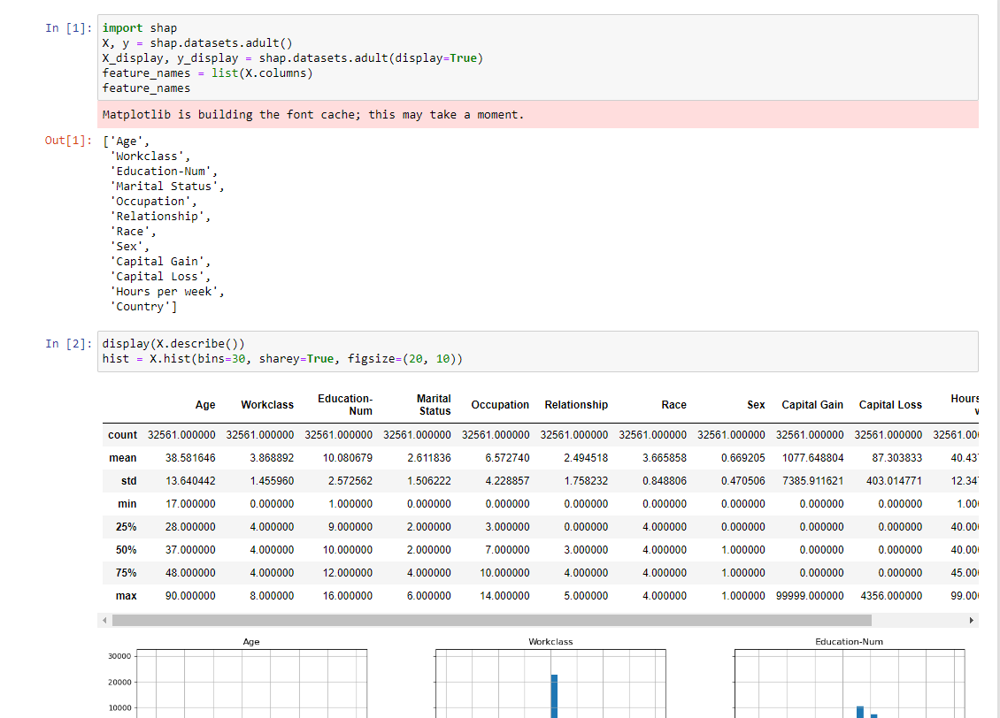 In [1]: import shap
X, y = shap.datasets.adult()
X_display, y_display = shap.datasets.adult(display=True)
feature_names = list(X.columns)
feature_names
Matplotlib is building the font cache; this may take a moment.
Out[1]: ['Age',
'Workclass',
'Education-Num',
'Marital Status',
'Occupation',
'Relationship',
'Race',
'Sex',
'Capital Gain',
'Capital Loss',
'Hours per week',
'Country']
In [2]: display(X.describe())
hist = X.hist(bins=30, sharey=True, figsize=(20, 10))
Age Workclass Education-Num Marital Status Occupation Relationship Race Sex Capital Gain Capital Loss Hours
count 32561.000000 32561.000000 32561.000000 32561.000000 32561.000000 32561.000000 32561.000000 32561.000000 32561.000000 32561.000000 32561.00
mean 38.581646 3.868892 10.080679 2.611836 6.572740 2.494518 3.665858 0.669205 1077.648804 87.303833 40.43
std 13.640442 1.455960 2.572562 1.506222 4.228857 1.758232 0.848806 0.470506 7385.911621 403.014771 12.34
min 17.000000 0.000000 1.000000 0.000000 0.000000 0.000000 0.000000 0.000000 0.000000 0.000000 1.00
25% 28.000000 4.000000 9.000000 2.000000 3.000000 0.000000 4.000000 0.000000 0.000000 0.000000 40.00
50% 37.000000 4.000000 10.000000 2.000000 7.000000 3.000000 4.000000 1.000000 0.000000 0.000000 40.00
75% 48.000000 4.000000 12.000000 4.000000 10.000000 4.000000 4.000000 1.000000 0.000000 0.000000 45.00
max 90.000000 8.000000 16.000000 6.000000 14.000000 5.000000 4.000000 1.000000 99999.000000 4356.000000 99.00
Age Workclass Education-Num
30000
20000
10000